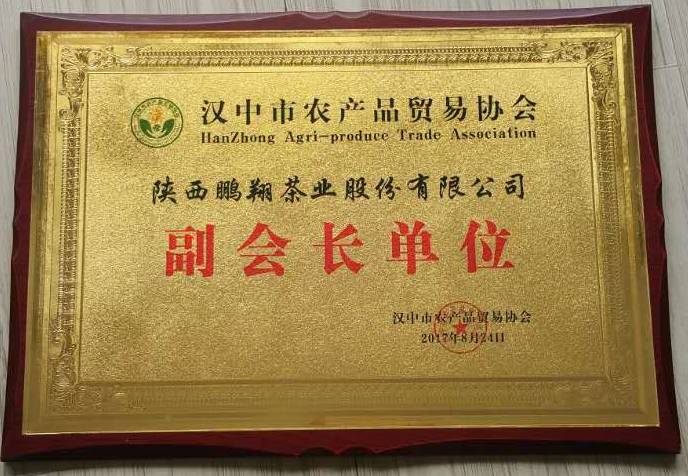 汉中市农产品贸易协会
HanZhong Agri-produce Trade Association
陕西鹏翔茶业股份有限公司
副会长单位
汉中市农产品贸易协会
2017年8月24日